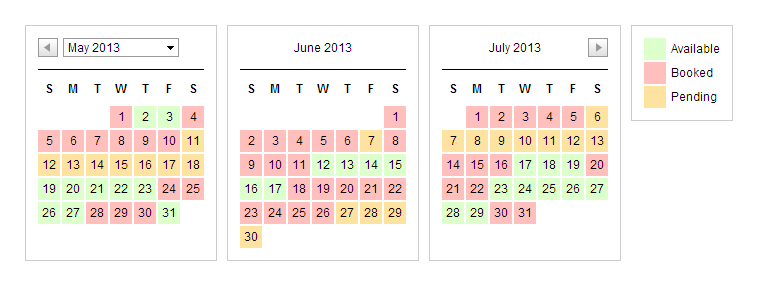 May 2013
S M T W T F S
1 2 3 4
5 6 7 8 9 10 11
12 13 14 15 16 17 18
19 20 21 22 23 24 25
26 27 28 29 30 31
June 2013
S M T W T F S
1
2 3 4 5 6 7 8
9 10 11 12 13 14 15
16 17 18 19 20 21 22
23 24 25 26 27 28 29
30
July 2013
S M T W T F S
1 2 3 4 5 6
7 8 9 10 11 12 13
14 15 16 17 18 19 20
21 22 23 24 25 26 27
28 29 30 31
Available
Booked
Pending